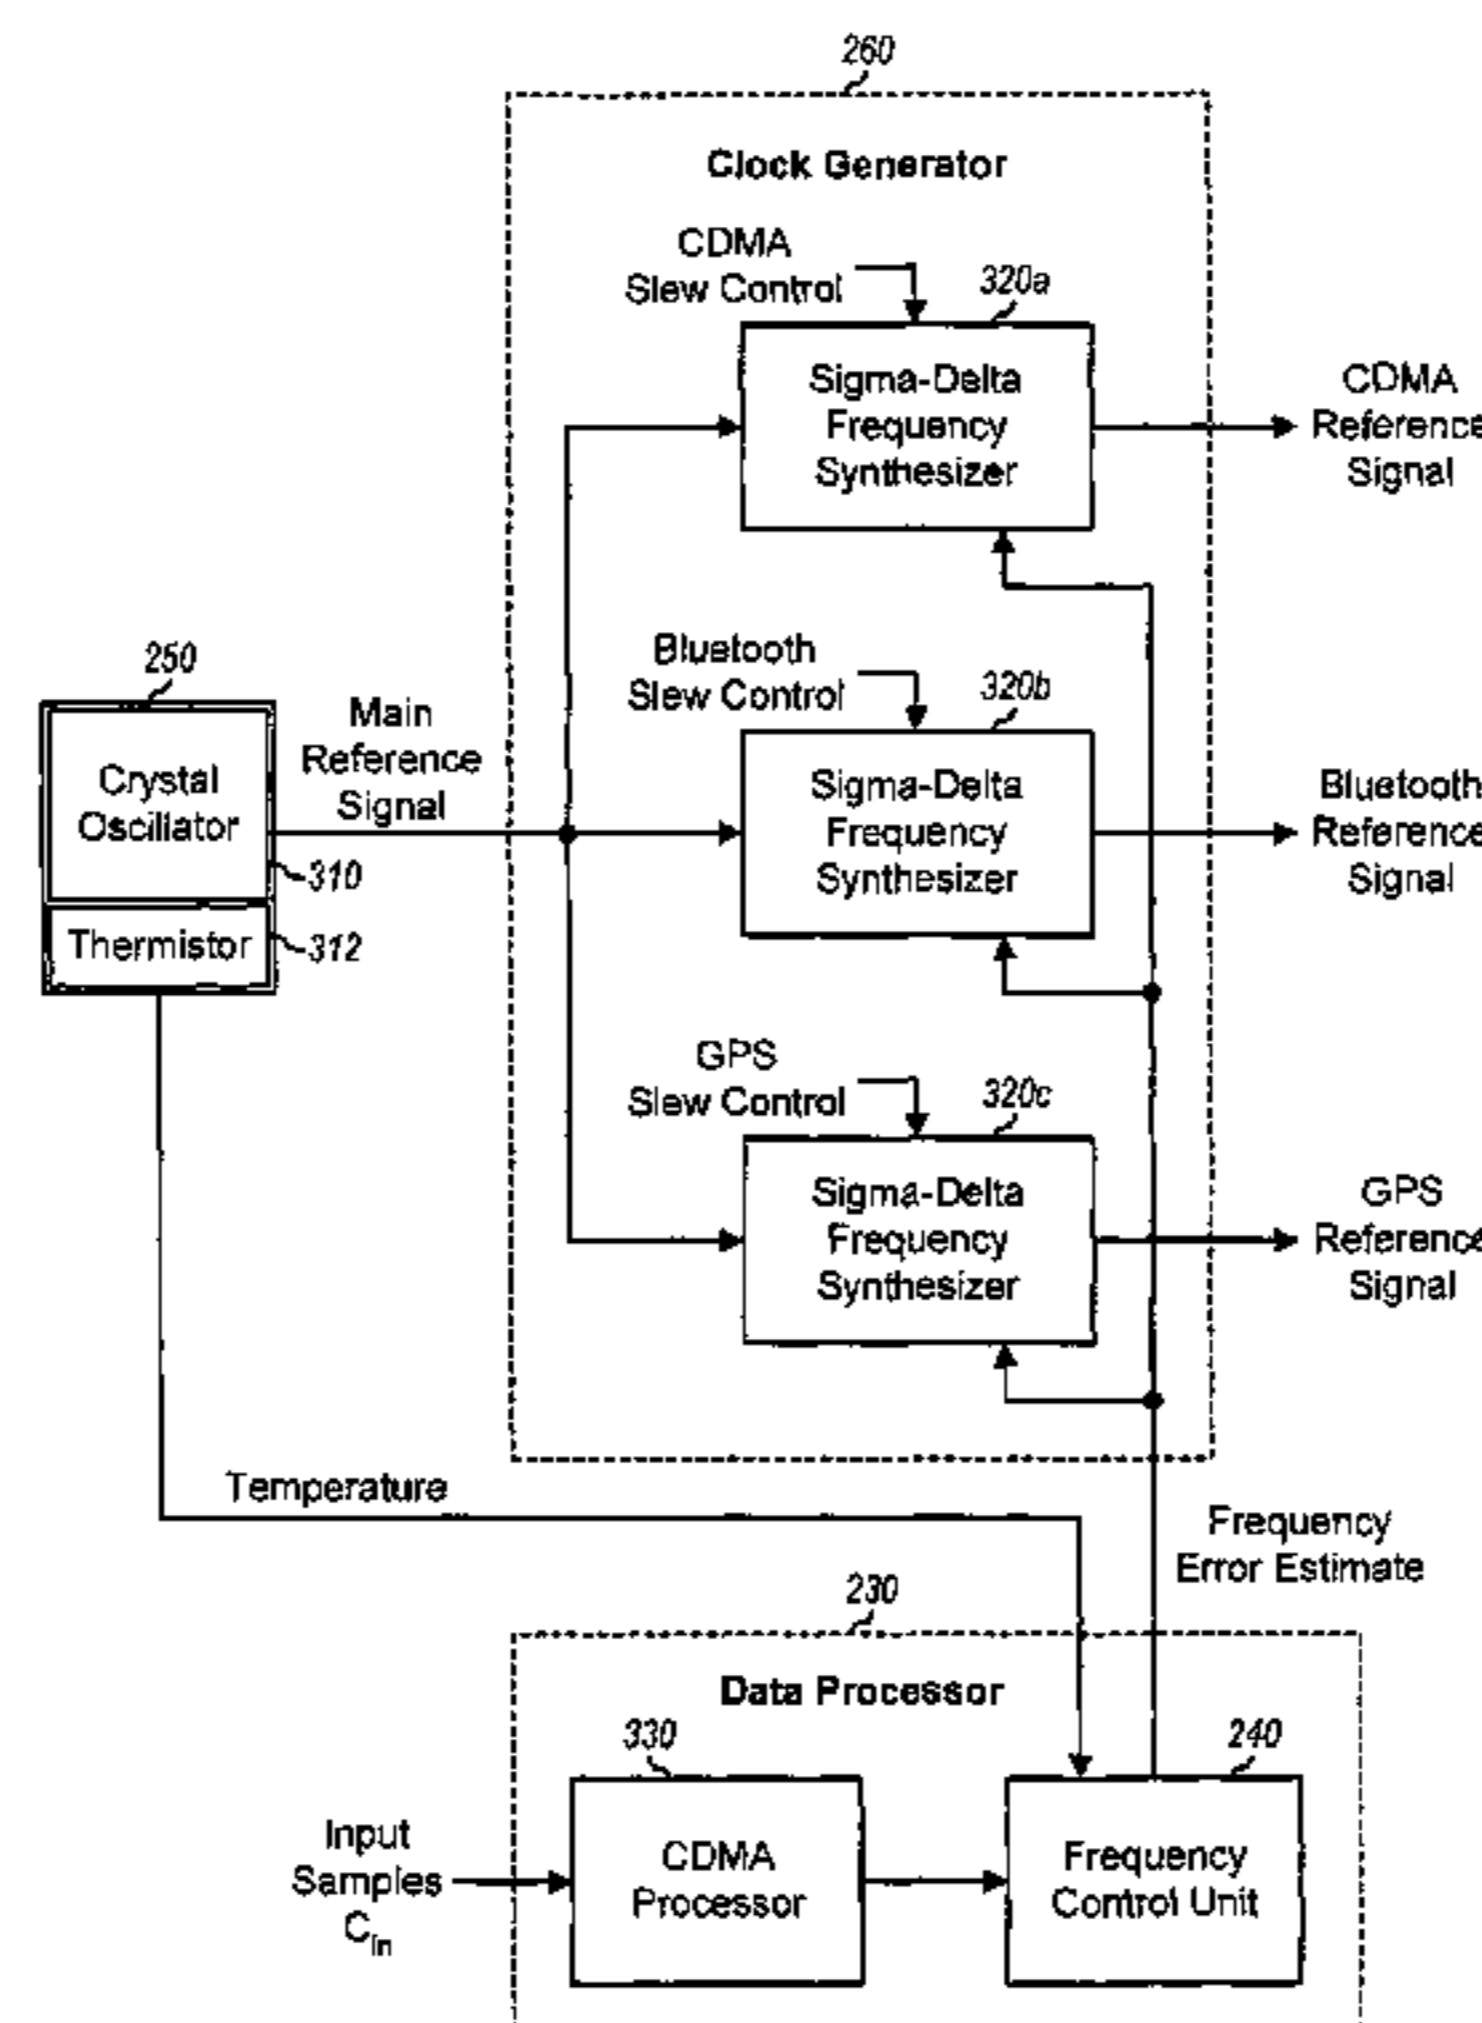 260
Clock Generator
CDMA
Slew Control
320a
Sigma-Delta
Frequency
Synthesizer
CDMA
Reference
Signal
250
Crystal
Oscillator
310
Thermistor
312
Main
Reference
Signal
Bluetooth
Slew Control
320b
Sigma-Delta
Frequency
Synthesizer
Bluetooth
Reference
Signal
GPS
Slew Control
320c
Sigma-Delta
Frequency
Synthesizer
GPS
Reference
Signal
Temperature
Frequency
Error Estimate
230
Data Processor
330
CDMA
Processor
240
Frequency
Control Unit
Input
Samples
C_in